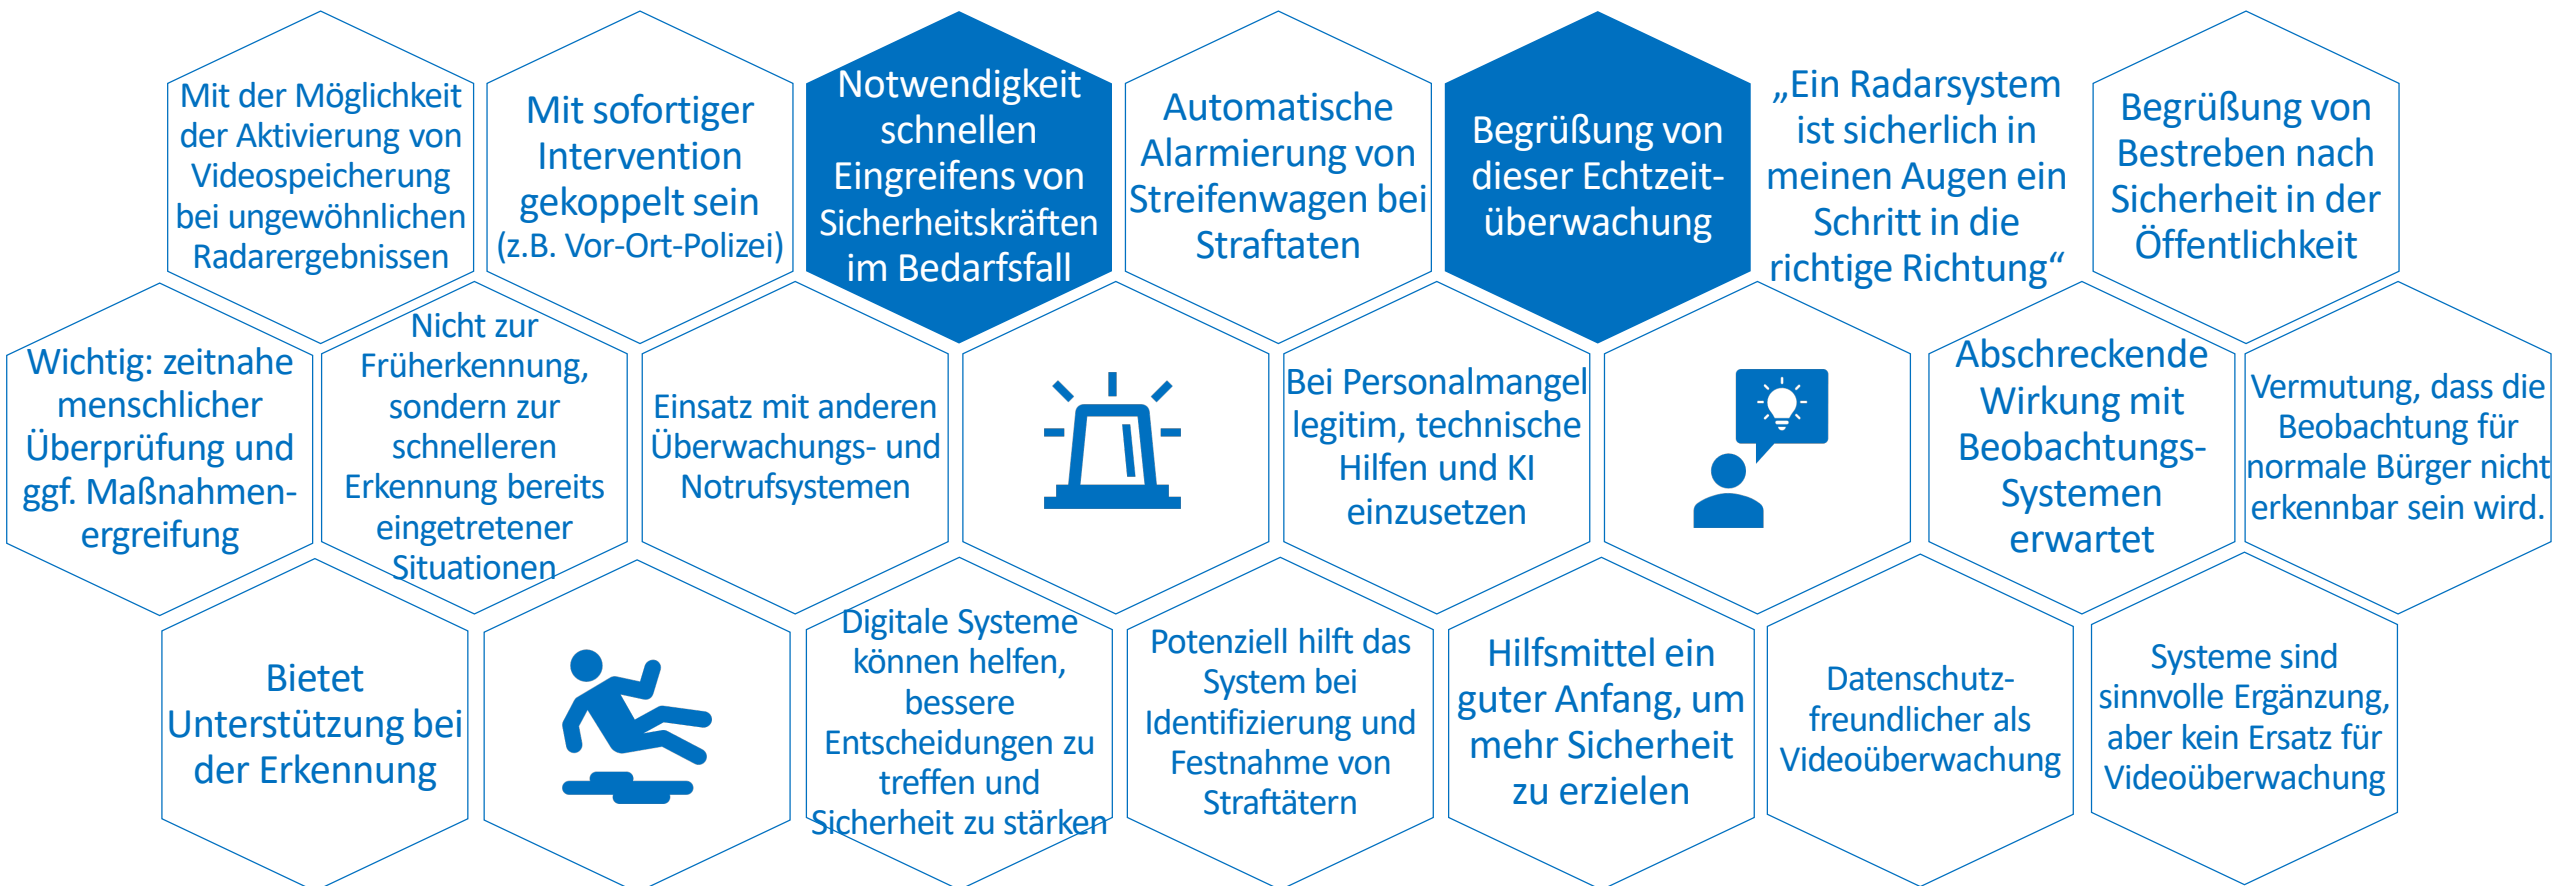 Mit der Möglichkeit
der Aktivierung von
Videospeicherung
bei ungewöhnlichen
Radarergebnissen
Mit sofortiger
Intervention
gekoppelt sein
(z.B. Vor-Ort-Polizei)
Notwendigkeit
schnellen
Eingreifens von
Sicherheitskräften
im Bedarfsfall
Automatische
Alarmierung von
Streifenwagen bei
Straftaten
Begrüßung von
dieser Echtzeit-
überwachung
„Ein Radarsystem
ist sicherlich in
meinen Augen ein
Schritt in die
richtige Richtung“
Begrüßung von
Bestreben nach
Sicherheit in der
Öffentlichkeit
Wichtig: zeitnahe
menschlicher
Überprüfung und
ggf. Maßnahmen-
ergreifung
Nicht zur
Früherkennung,
sondern zur
schnelleren
Erkennung bereits
eingetretener
Situationen
Einsatz mit anderen
Überwachungs- und
Notrufsystemen
Bei Personalmangel
legitim, technische
Hilfen und KI
einzusetzen
Abschreckende
Wirkung mit
Beobachtungs-
Systemen
erwartet
Vermutung, dass die
Beobachtung für
normale Bürger nicht
erkennbar sein wird.
Bietet
Unterstützung bei
der Erkennung
Digitale Systeme
können helfen,
bessere
Entscheidungen zu
treffen und
Sicherheit zu stärken
Potenziell hilft das
System bei
Identifizierung und
Festnahme von
Straftätern
Hilfsmittel ein
guter Anfang, um
mehr Sicherheit
zu erzielen
Datenschutz-
freundlicher als
Videoüberwachung
Systeme sind
sinnvolle Ergänzung,
aber kein Ersatz für
Videoüberwachung